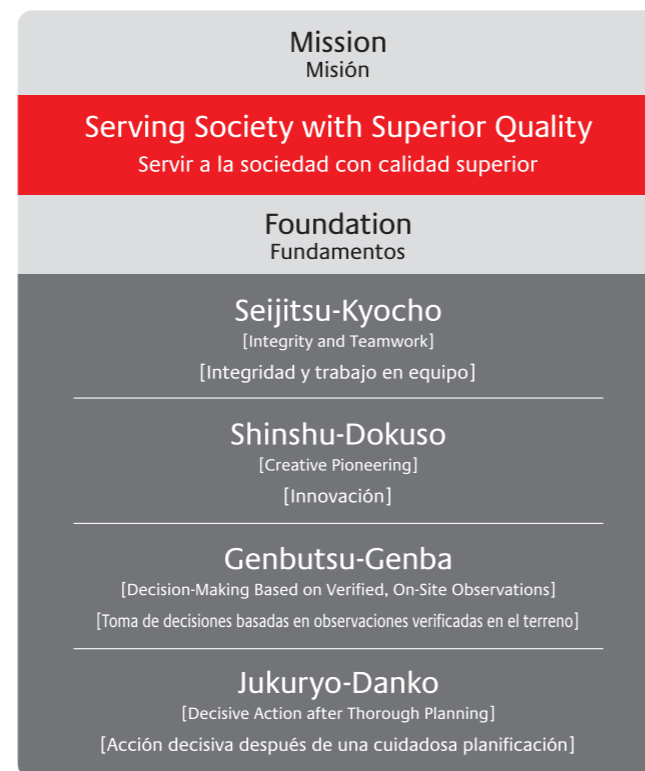 Mission
Misión
Serving Society with Superior Quality
Servir a la sociedad con calidad superior
Foundation
Fundamentos
Seijitsu-Kyocho
[Integrity and Teamwork]
[Integridad y trabajo en equipo]
Shinshu-Dokuso
[Creative Pioneering]
[Innovación]
Genbutsu-Genba
[Decision-Making Based on Verified, On-Site Observations]
[Toma de decisiones basadas en observaciones verificadas en el terreno]
Jukuryo-Danko
[Decisive Action after Thorough Planning]
[Acción decisiva después de una cuidadosa planificación]